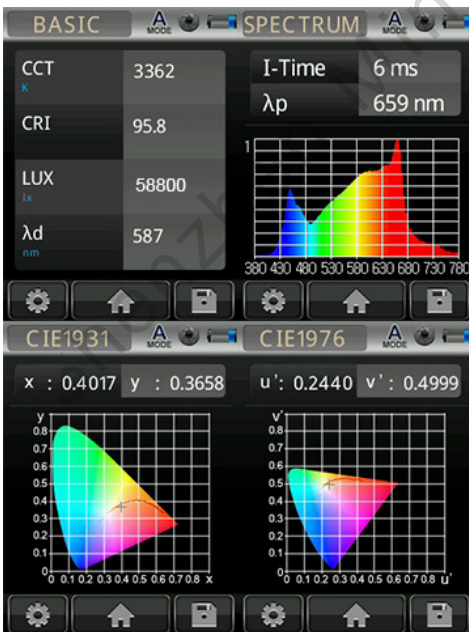 BASIC
A
MODE
CCT
K
3362
CRI
95.8
LUX
lx
58800
λd
nm
587
SPECTRUM
A
MODE
I-Time 6 ms
λp 659 nm
1
380 430 480 530 580 630 680 730 780
CIE1931
A
MODE
x : 0.4017 y : 0.3658
y
0.8
0.7
0.6
0.5
0.4
0.3
0.2
0.1
0
0 0.1 0.2 0.3 0.4 0.5 0.6 0.7 0.8 x
CIE1976
A
MODE
u': 0.2440 v': 0.4999
v'
0.8
0.7
0.6
0.5
0.4
0.3
0.2
0.1
0
0 0.1 0.2 0.3 0.4 0.5 0.6 0.7 0.8 u'